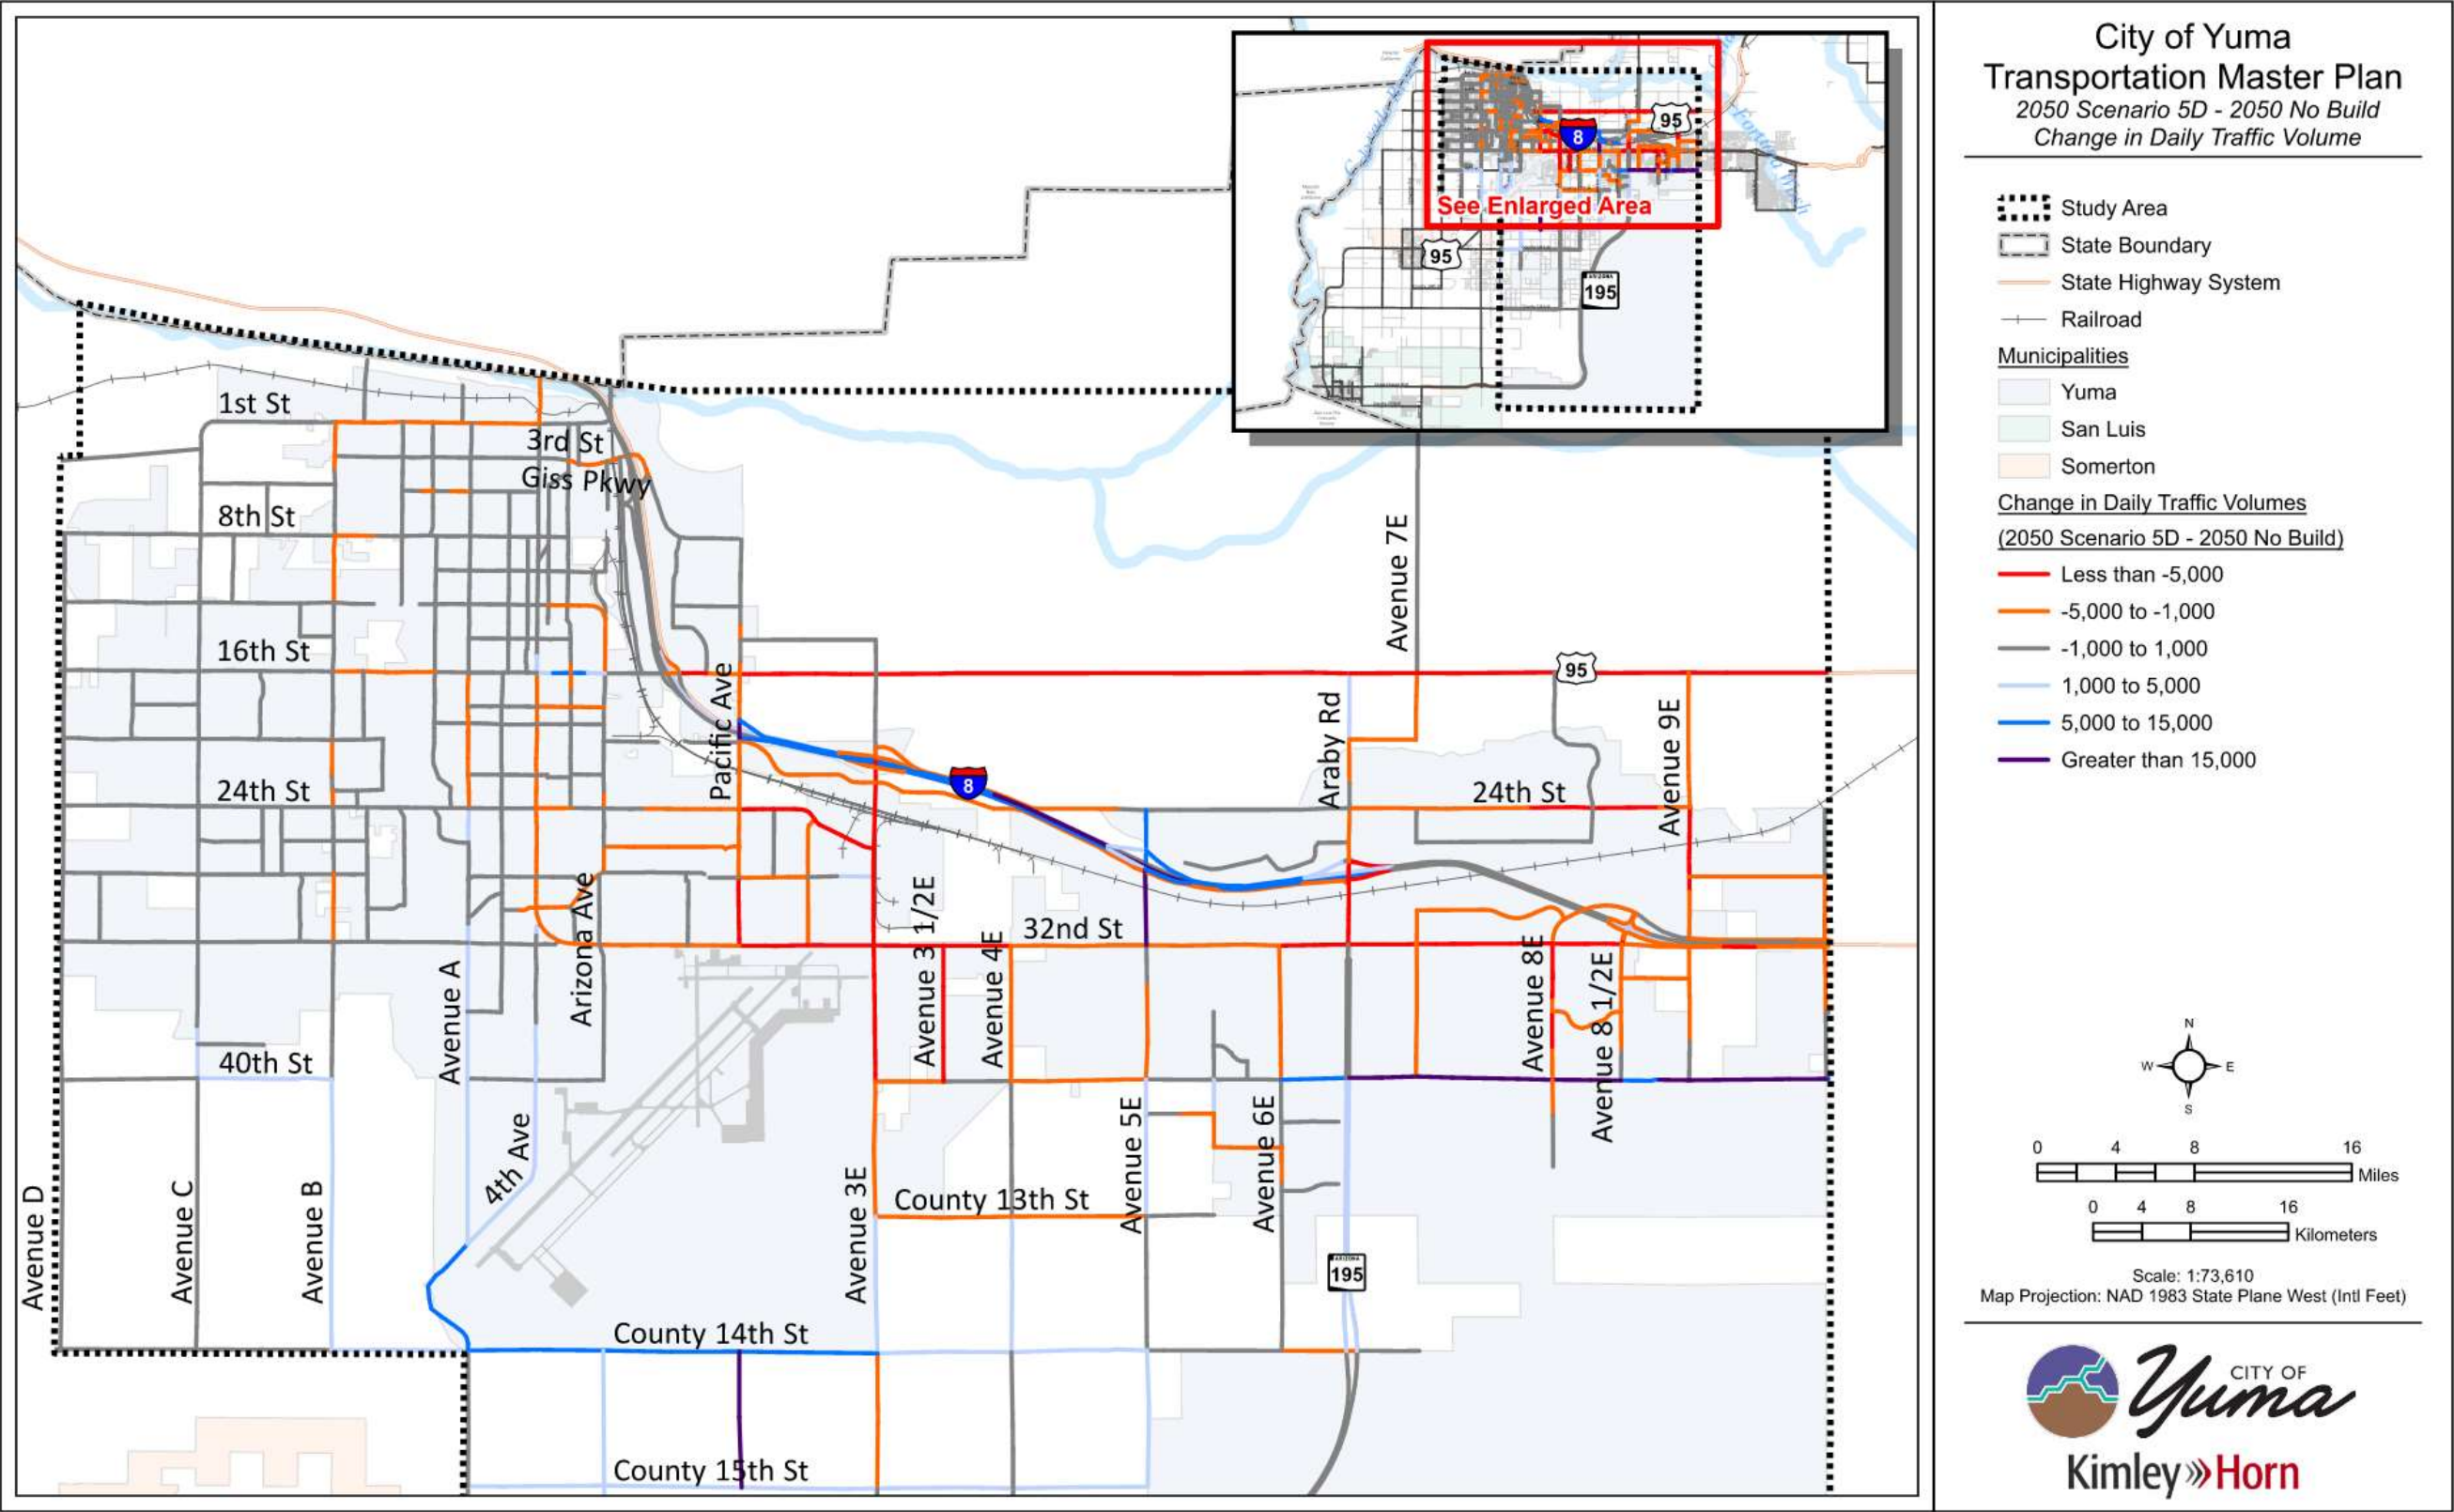 City of Yuma
Transportation Master Plan
2050 Scenario 5D - 2050 No Build
Change in Daily Traffic Volume
Study Area
State Boundary
State Highway System
Railroad
Municipalities
Yuma
San Luis
Somerton
Change in Daily Traffic Volumes
(2050 Scenario 5D - 2050 No Build)
Less than -5,000
-5,000 to -1,000
-1,000 to 1,000
1,000 to 5,000
5,000 to 15,000
Greater than 15,000
N
W E
S
0 4 8 16
Miles
0 4 8 16
Kilometers
Scale: 1:73,610
Map Projection: NAD 1983 State Plane West (Intl Feet)
CITY OF
Yuma
Kimley»Horn
95
8
See Enlarged Area
95
ARIZONA
195
Fortuna Wash
1st St
3rd St
Giss Pkwy
8th St
16th St
24th St
40th St
Pacific Ave
Avenue 7E
95
Araby Rd
24th St
Avenue 9E
8
Arizona Ave
Avenue A
4th Ave
Avenue D
Avenue C
Avenue B
Avenue 3E
Avenue 3 1/2E
Avenue 4E
32nd St
Avenue 5E
Avenue 6E
Avenue 8E
Avenue 8 1/2E
County 13th St
ARIZONA
195
County 14th St
County 15th St